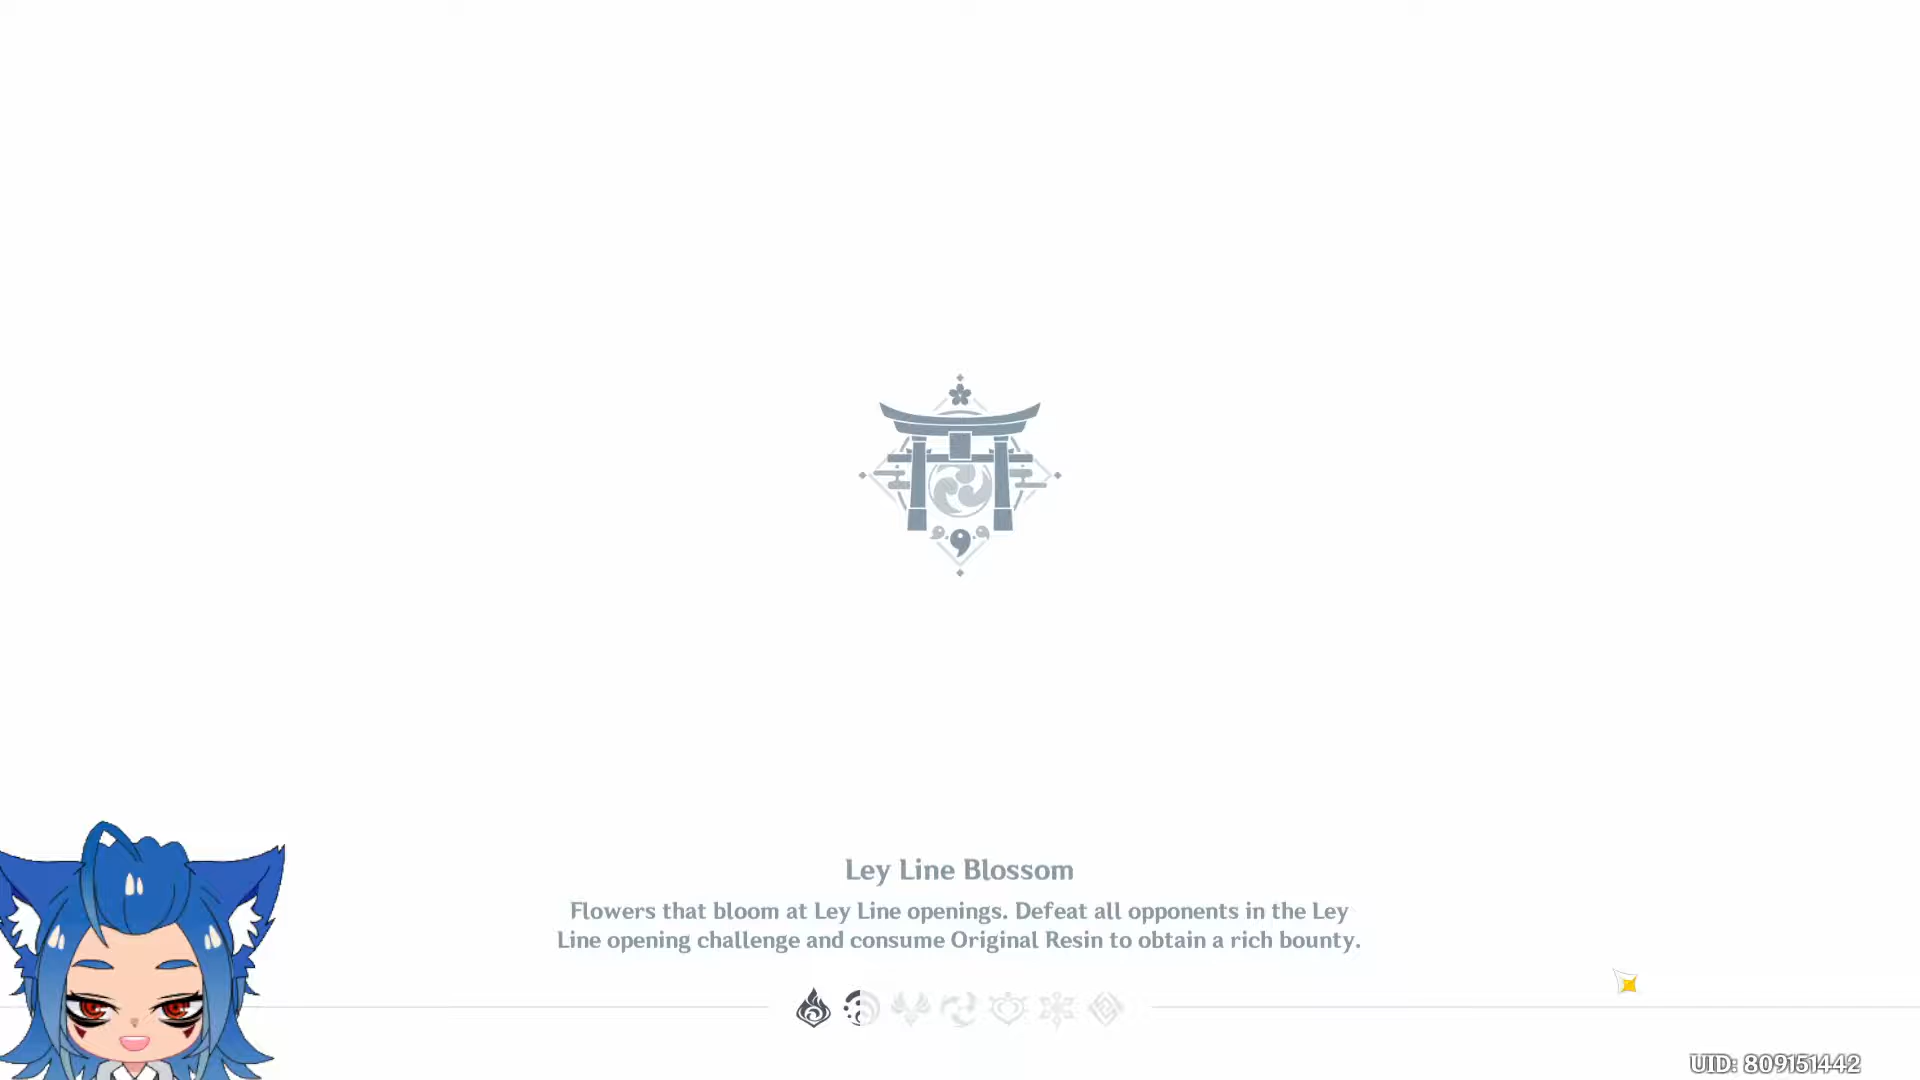 Ley Line Blossom
Flowers that bloom at Ley Line openings. Defeat all opponents in the Ley
Line opening challenge and consume Original Resin to obtain a rich bounty.
UID: 809151442